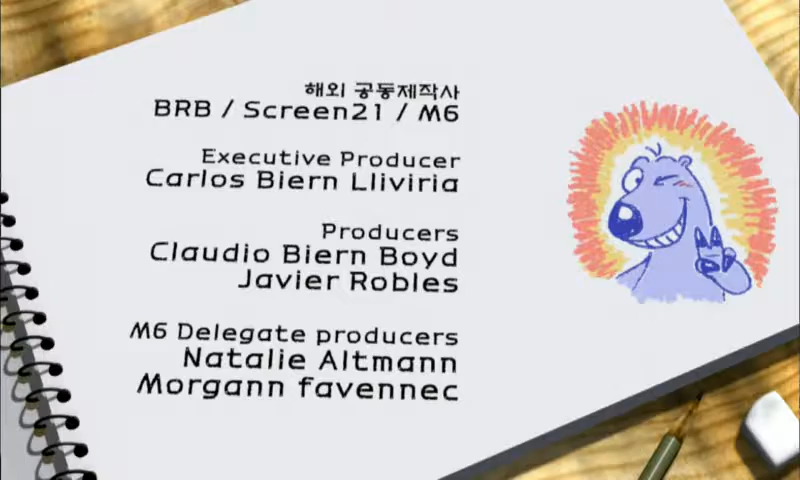 해외 공동제작사
BRB / Screen21 / M6
Executive Producer
Carlos Biern Lliviria
Producers
Claudio Biern Boyd
Javier Robles
M6 Delegate producers
Natalie Altmann
Morgann favennec